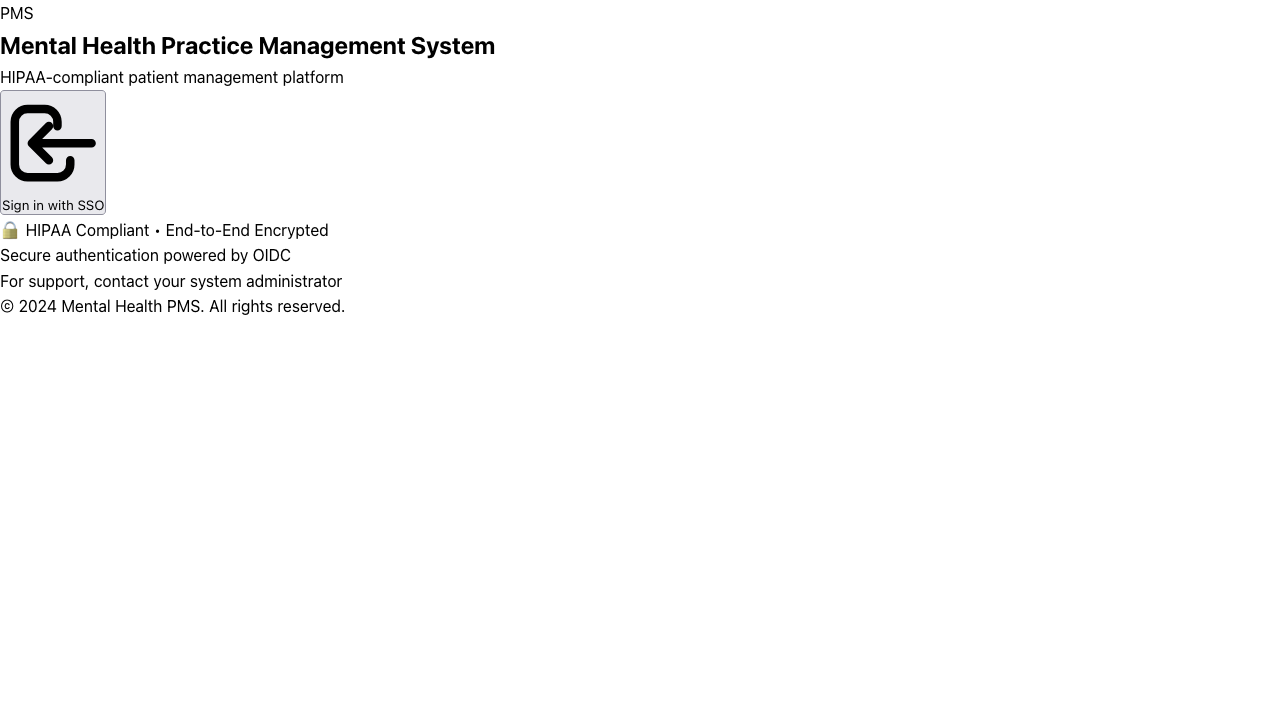 PMS
Mental Health Practice Management System
HIPAA-compliant patient management platform
Sign in with SSO
🔒 HIPAA Compliant • End-to-End Encrypted
Secure authentication powered by OIDC
For support, contact your system administrator
© 2024 Mental Health PMS. All rights reserved.